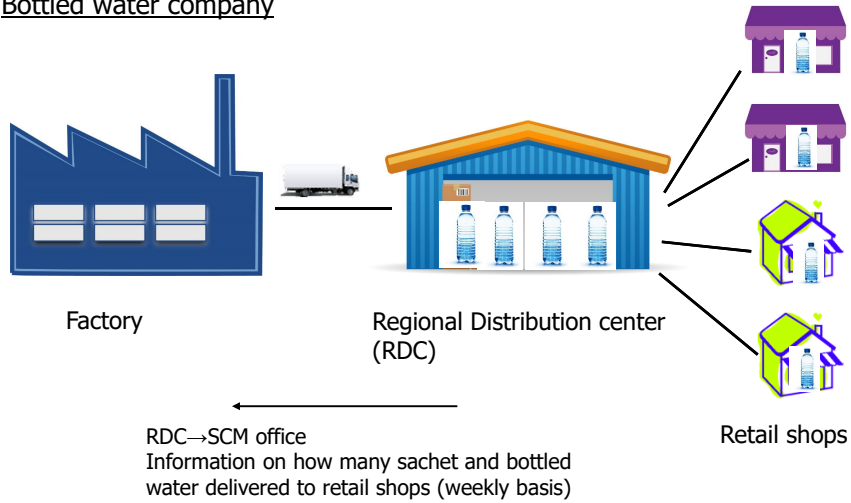 Bottled water company
Factory
Regional Distribution center
(RDC)
Retail shops
RDC→SCM office
Information on how many sachet and bottled
water delivered to retail shops (weekly basis)